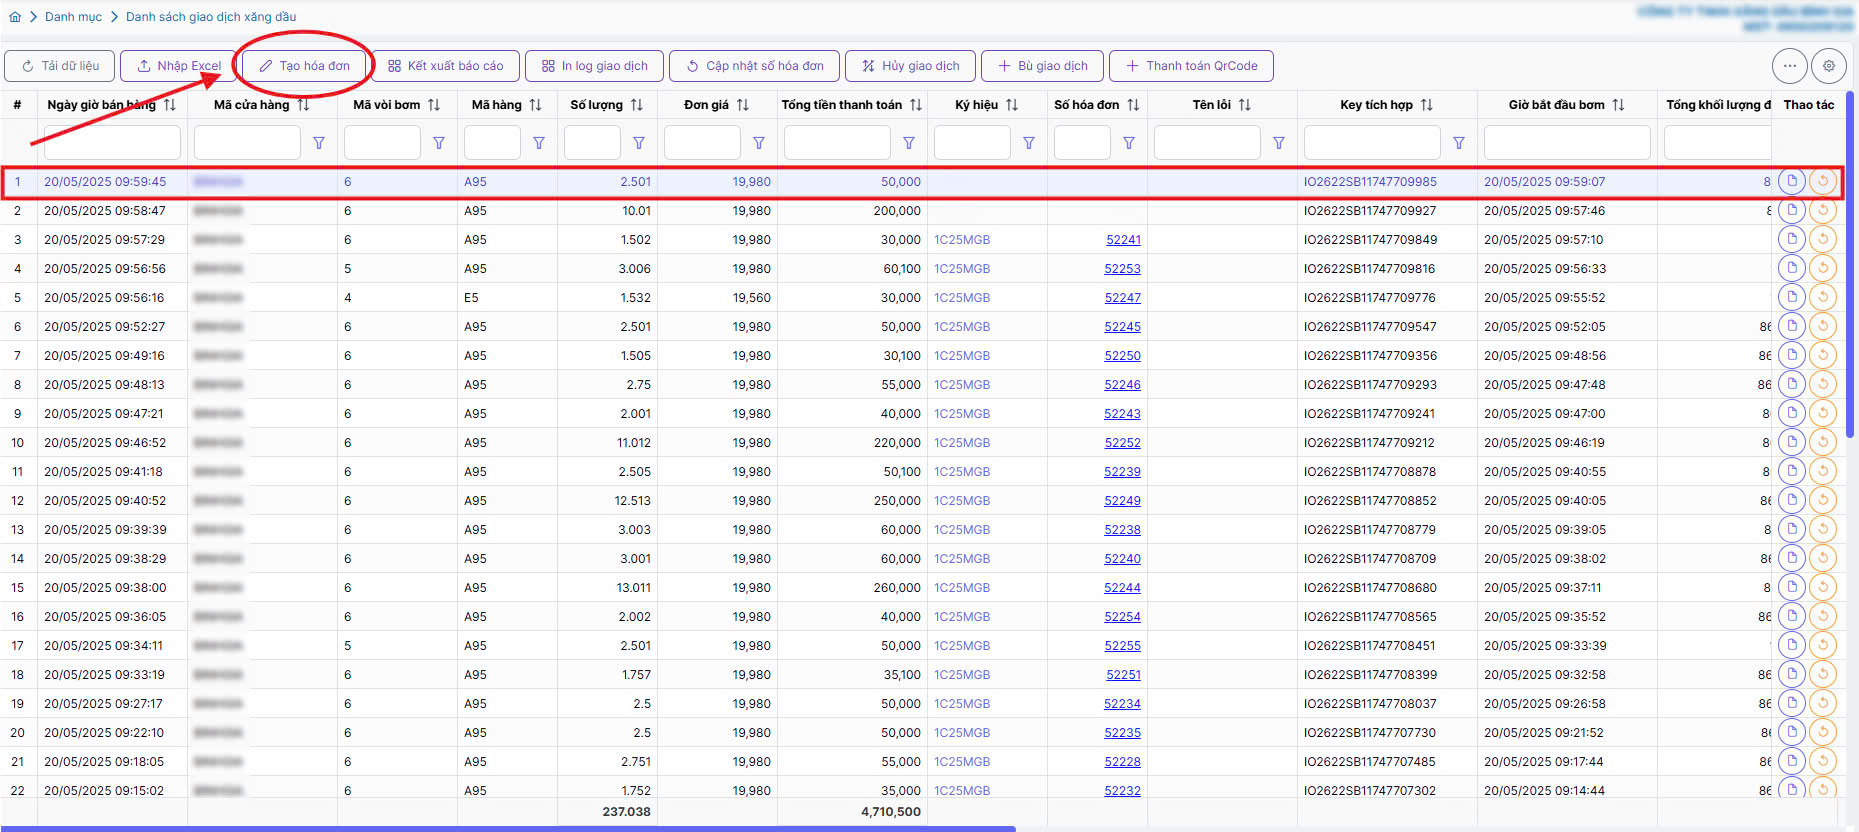 Danh mục > Danh sách giao dịch xăng dầu
Tải dữ liệu Nhập Excel Tạo hóa đơn Kết xuất báo cáo In log giao dịch Cập nhật số hóa đơn Hủy giao dịch Bù giao dịch Thanh toán QrCode
# Ngày giờ bán hàng Mã cửa hàng Mã vòi bơm Mã hàng Số lượng Đơn giá Tổng tiền thanh toán Ký hiệu Số hóa đơn Tên lỗi Key tích hợp Giờ bắt đầu bơm Tổng khối lượng đ Thao tác
1 20/05/2025 09:59:45 6 A95 2.501 19,980 50,000 IO2622SB11747709985 20/05/2025 09:59:07 8
2 20/05/2025 09:58:47 6 A95 10.01 19,980 200,000 IO2622SB11747709927 20/05/2025 09:57:46 8
3 20/05/2025 09:57:29 6 A95 1.502 19,980 30,000 1C25MGB 52241 IO2622SB11747709849 20/05/2025 09:57:10
4 20/05/2025 09:56:56 5 A95 3.006 19,980 60,100 1C25MGB 52253 IO2622SB11747709816 20/05/2025 09:56:33
5 20/05/2025 09:56:16 4 E5 1.532 19,560 30,000 1C25MGB 52247 IO2622SB11747709776 20/05/2025 09:55:52
6 20/05/2025 09:52:27 6 A95 2.501 19,980 50,000 1C25MGB 52245 IO2622SB11747709547 20/05/2025 09:52:05 86
7 20/05/2025 09:49:16 6 A95 1.505 19,980 30,100 1C25MGB 52250 IO2622SB11747709356 20/05/2025 09:48:56 86
8 20/05/2025 09:48:13 6 A95 2.75 19,980 55,000 1C25MGB 52246 IO2622SB11747709293 20/05/2025 09:47:48 86
9 20/05/2025 09:47:21 6 A95 2.001 19,980 40,000 1C25MGB 52243 IO2622SB11747709241 20/05/2025 09:47:00 8
10 20/05/2025 09:46:52 6 A95 11.012 19,980 220,000 1C25MGB 52252 IO2622SB11747709212 20/05/2025 09:46:19 8
11 20/05/2025 09:41:18 6 A95 2.505 19,980 50,100 1C25MGB 52239 IO2622SB11747708878 20/05/2025 09:40:55 8
12 20/05/2025 09:40:52 6 A95 12.513 19,980 250,000 1C25MGB 52249 IO2622SB11747708852 20/05/2025 09:40:05 86
13 20/05/2025 09:39:39 6 A95 3.003 19,980 60,000 1C25MGB 52238 IO2622SB11747708779 20/05/2025 09:39:05 8
14 20/05/2025 09:38:29 6 A95 3.001 19,980 60,000 1C25MGB 52240 IO2622SB11747708709 20/05/2025 09:38:02 86
15 20/05/2025 09:38:00 6 A95 13.011 19,980 260,000 1C25MGB 52244 IO2622SB11747708680 20/05/2025 09:37:11 8
16 20/05/2025 09:36:05 6 A95 2.002 19,980 40,000 1C25MGB 52254 IO2622SB11747708565 20/05/2025 09:35:52 86
17 20/05/2025 09:34:11 5 A95 2.501 19,980 50,000 1C25MGB 52255 IO2622SB11747708451 20/05/2025 09:33:39
18 20/05/2025 09:33:19 6 A95 1.757 19,980 35,100 1C25MGB 52251 IO2622SB11747708399 20/05/2025 09:32:58 86
19 20/05/2025 09:27:17 6 A95 2.5 19,980 50,000 1C25MGB 52234 IO2622SB11747708037 20/05/2025 09:26:58 86
20 20/05/2025 09:22:10 6 A95 2.5 19,980 50,000 1C25MGB 52235 IO2622SB11747707730 20/05/2025 09:21:52 86
21 20/05/2025 09:18:05 6 A95 2.751 19,980 55,000 1C25MGB 52228 IO2622SB11747707485 20/05/2025 09:17:44 86
22 20/05/2025 09:15:02 6 A95 1.752 19,980 35,000 1C25MGB 52232 IO2622SB11747707302 20/05/2025 09:14:44 86
237.038 4,710,500